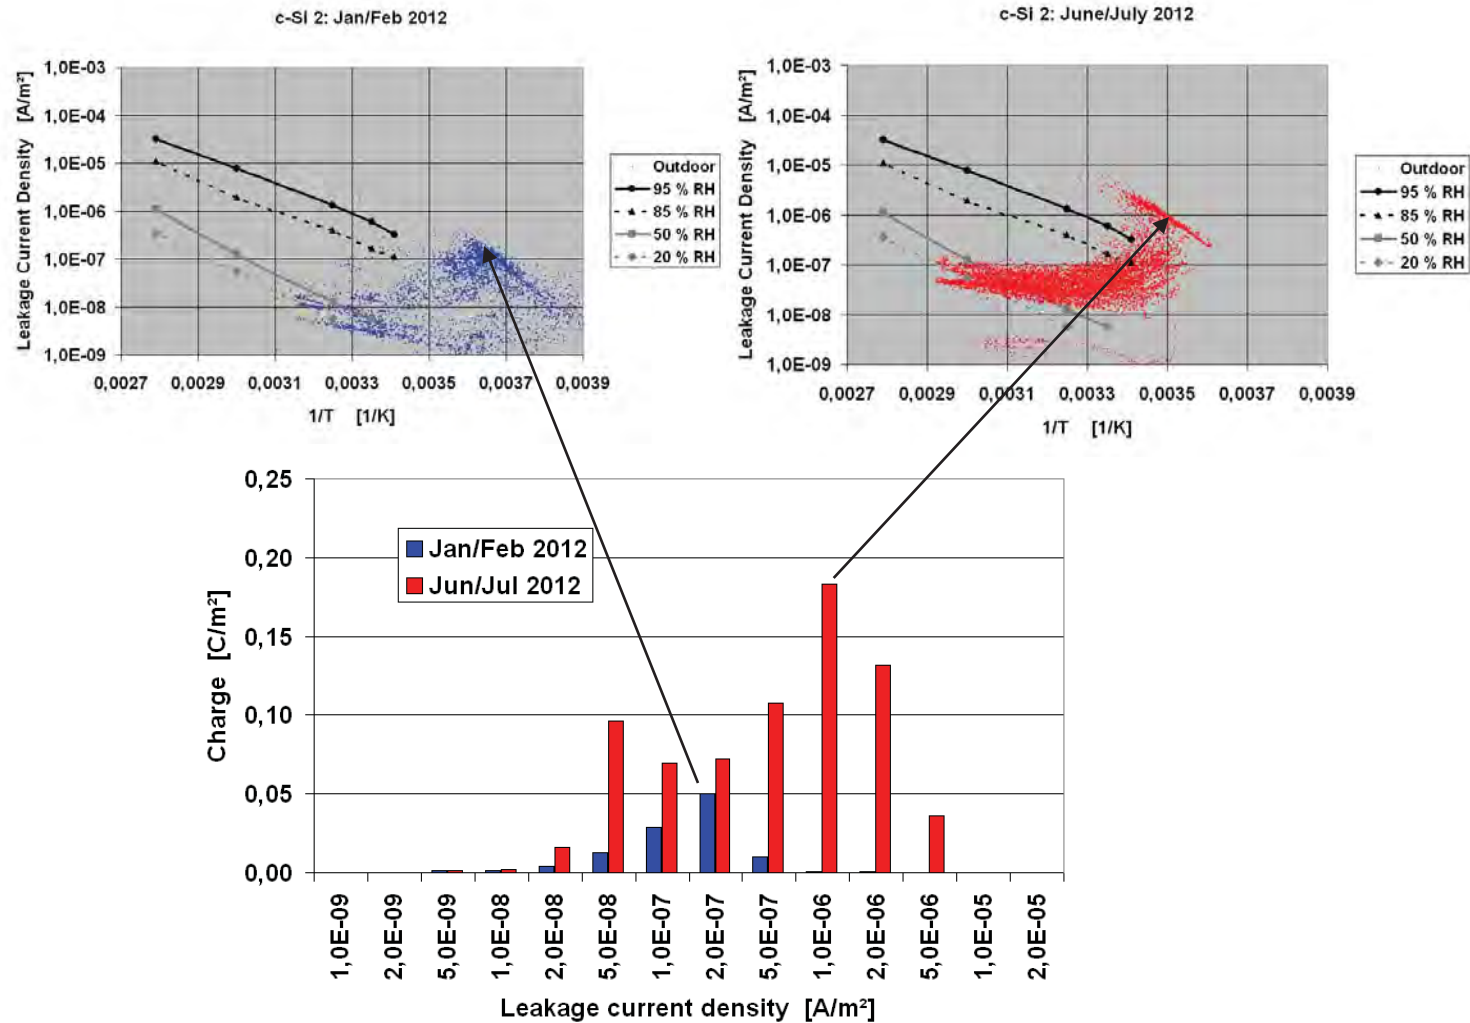 c-Si 2: Jan/Feb 2012
Leakage Current Density [A/m²]
1,0E-03
1,0E-04
1,0E-05
1,0E-06
1,0E-07
1,0E-08
1,0E-09
0,0027 0,0029 0,0031 0,0033 0,0035 0,0037 0,0039
1/T [1/K]
Outdoor
95 % RH
85 % RH
50 % RH
20 % RH
c-Si 2: June/July 2012
Leakage Current Density [A/m²]
1,0E-03
1,0E-04
1,0E-05
1,0E-06
1,0E-07
1,0E-08
1,0E-09
0,0027 0,0029 0,0031 0,0033 0,0035 0,0037 0,0039
1/T [1/K]
Outdoor
95 % RH
85 % RH
50 % RH
20 % RH
Charge [C/m²]
0,25
0,20
0,15
0,10
0,05
0,00
Jan/Feb 2012
Jun/Jul 2012
1,0E-09
2,0E-09
5,0E-09
1,0E-08
2,0E-08
5,0E-08
1,0E-07
2,0E-07
5,0E-07
1,0E-06
2,0E-06
5,0E-06
1,0E-05
2,0E-05
Leakage current density [A/m²]